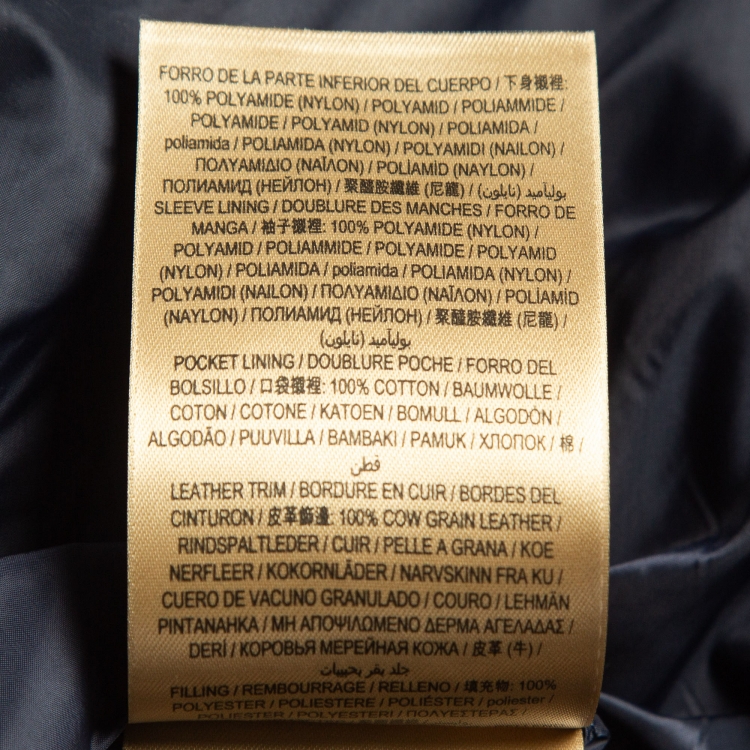 FORRO DE LA PARTE INFERIOR DEL CUERPO / 下身襯裡:
100% POLYAMIDE (NYLON) / POLYAMID / POLIAMMIDE /
POLYAMIDE / POLYAMID (NYLON) / POLIAMIDA /
poliamida / POLIAMIDA (NYLON) / POLYAMIDI (NAILON) /
ΠΟΛΥΑΜΙΔΙΟ (ΝΑΪΛΟΝ) / POLİAMİD (NAYLON) /
ПОЛИАМИД (НЕЙЛОН) / 聚醯胺纖維 (尼龍) / بولیآميد (نايلون)
SLEEVE LINING / DOUBLURE DES MANCHES / FORRO DE
MANGA / 袖子襯裡: 100% POLYAMIDE (NYLON) /
POLYAMID / POLIAMMIDE / POLYAMIDE / POLYAMID
(NYLON) / POLIAMIDA / poliamida / POLIAMIDA (NYLON) /
POLYAMIDI (NAILON) / ΠΟΛΥΑΜΙΔΙΟ (ΝΑΪΛΟΝ) / POLİAMİD
(NAYLON) / ПОЛИАМИД (НЕЙЛОН) / 聚醯胺纖維 (尼龍) /
بولیآميد (نايلون)
POCKET LINING / DOUBLURE POCHE / FORRO DEL
BOLSILLO / 口袋襯裡: 100% COTTON / BAUMWOLLE /
COTON / COTONE / KATOEN / BOMULL / ALGODÓN /
ALGODÃO / PUUVILLA / BAMBAKI / PAMUK / ХЛОПОК / 棉 /
قطن
LEATHER TRIM / BORDURE EN CUIR / BORDES DEL
CINTURON / 皮革飾邊: 100% COW GRAIN LEATHER /
RINDSPALTLEDER / CUIR / PELLE A GRANA / KOE
NERFLEER / KOKORNLÄDER / NARVSKINN FRA KU /
CUERO DE VACUNO GRANULADO / COURO / LEHMÄN
PINTANAHKA / ΜΗ ΑΠΟΨΙΛΩΜΕΝΟ ΔΕΡΜΑ ΑΓΕΛΑΔΑΣ /
DERİ / КОРОВЬЯ МЕРЕЙНАЯ КОЖА / 皮革 (牛) /
جلد بقر بحبيبات
FILLING / REMBOURRAGE / RELLENO / 填充物: 100%
POLYESTER / POLIESTERE / POLIÉSTER / poliester /
POLYESTER / POLYESTERI / ΠΟΛΥΕΣΤΕΡΑΣ /